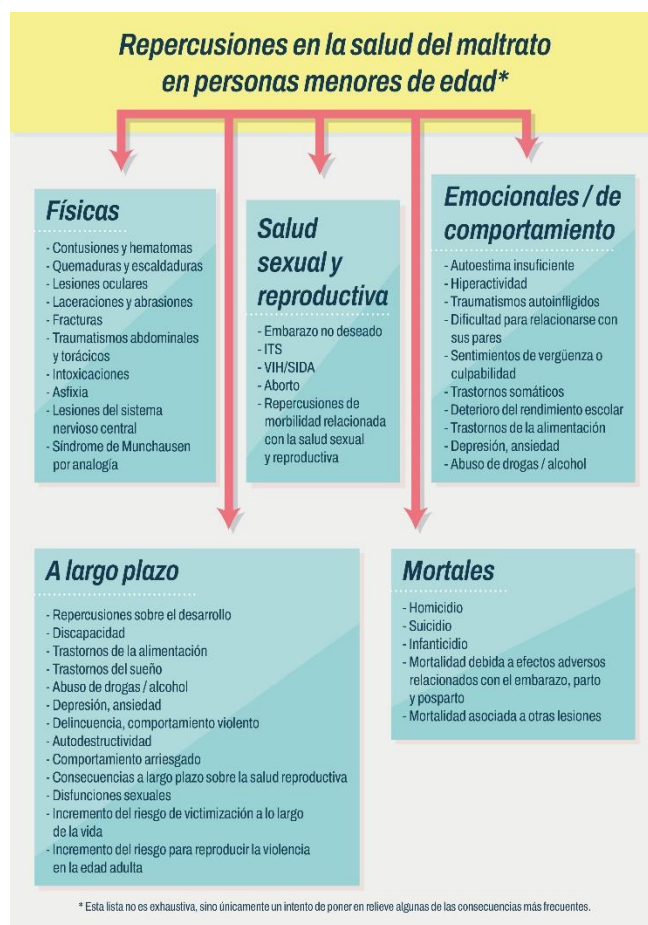 Repercusiones en la salud del maltrato
en personas menores de edad*
Físicas
- Contusiones y hematomas
- Quemaduras y escaldaduras
- Lesiones oculares
- Laceraciones y abrasiones
- Fracturas
- Traumatismos abdominales
y torácicos
- Intoxicaciones
- Asfixia
- Lesiones del sistema
nervioso central
- Síndrome de Munchausen
por analogía
Salud
sexual y
reproductiva
- Embarazo no deseado
- ITS
- VIH/SIDA
- Aborto
- Repercusiones de
morbilidad relacionada
con la salud sexual
y reproductiva
Emocionales / de
comportamiento
- Autoestima insuficiente
- Hiperactividad
- Traumatismos autoinfligidos
- Dificultad para relacionarse con
sus pares
- Sentimientos de vergüenza o
culpabilidad
- Trastornos somáticos
- Deterioro del rendimiento escolar
- Trastornos de la alimentación
- Depresión, ansiedad
- Abuso de drogas / alcohol
A largo plazo
- Repercusiones sobre el desarrollo
- Discapacidad
- Trastornos de la alimentación
- Trastornos del sueño
- Abuso de drogas / alcohol
- Depresión, ansiedad
- Delincuencia, comportamiento violento
- Autodestructividad
- Comportamiento arriesgado
- Consecuencias a largo plazo sobre la salud reproductiva
- Disfunciones sexuales
- Incremento del riesgo de victimización a lo largo
de la vida
- Incremento del riesgo para reproducir la violencia
en la edad adulta
Mortales
- Homicidio
- Suicidio
- Infanticidio
- Mortalidad debida a efectos adversos
relacionados con el embarazo, parto
y posparto
- Mortalidad asociada a otras lesiones
* Esta lista no es exhaustiva, sino únicamente un intento de poner en relieve algunas de las consecuencias más frecuentes.